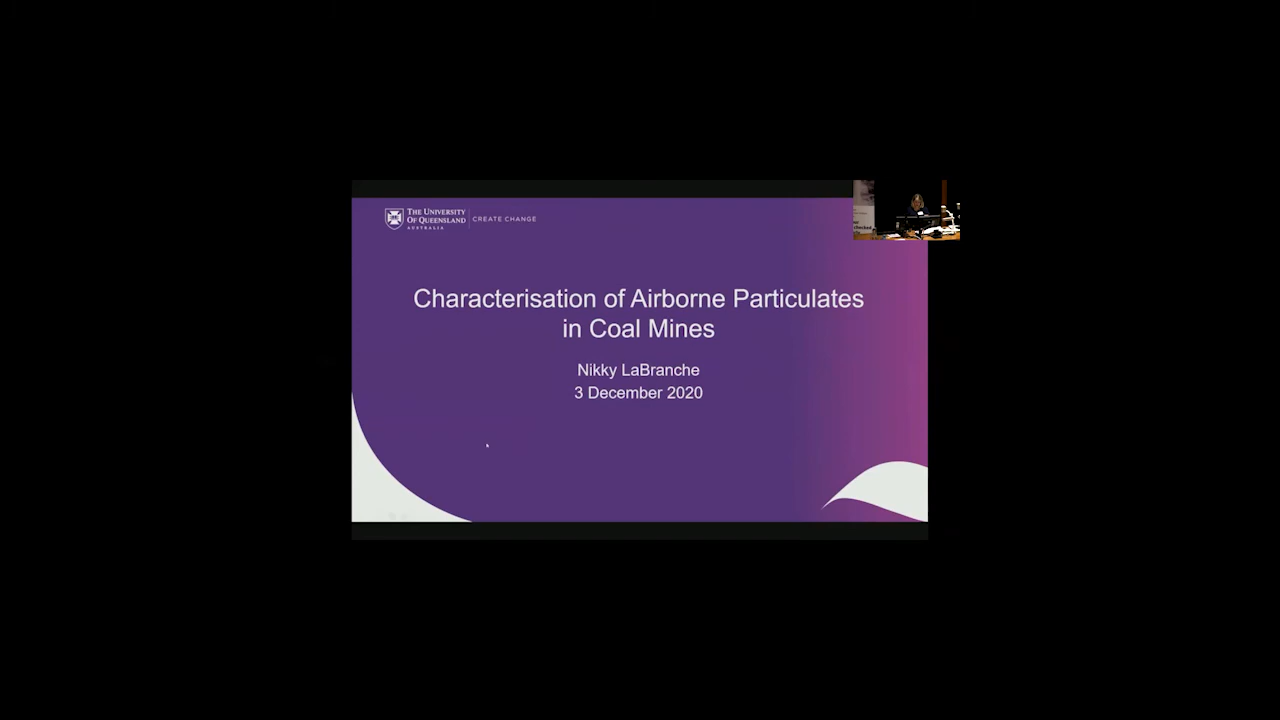 THE UNIVERSITY
OF QUEENSLAND
AUSTRALIA
CREATE CHANGE
Characterisation of Airborne Particulates
in Coal Mines
Nikky LaBranche
3 December 2020